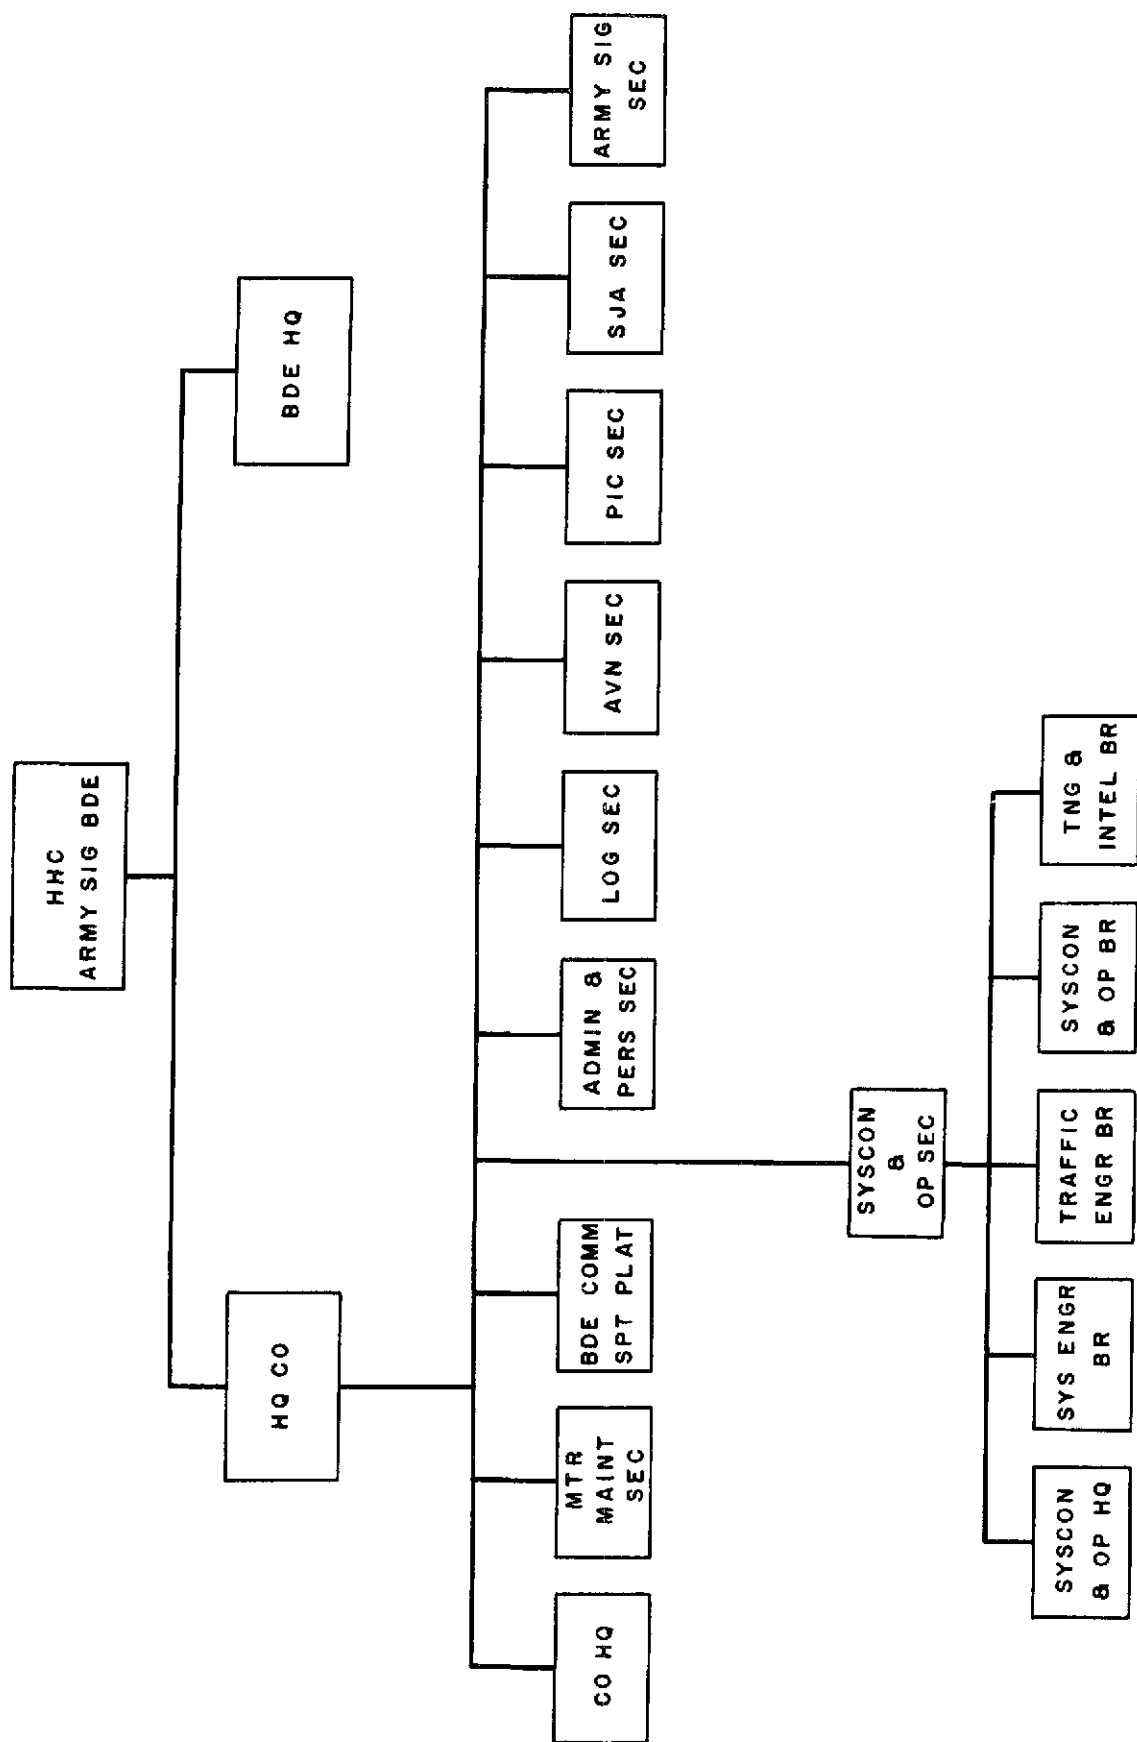 HHC
ARMY SIG BDE
HQ CO
BDE HQ
CO HQ
MTR
MAINT
SEC
BDE COMM
SPT PLAT
ADMIN &
PERS SEC
LOG SEC
AVN SEC
PIC SEC
SJA SEC
ARMY SIG
SEC
SYSCON
&
OP SEC
SYSCON
& OP HQ
SYS ENGR
BR
TRAFFIC
ENGR BR
SYSCON
& OP BR
TNG &
INTEL BR